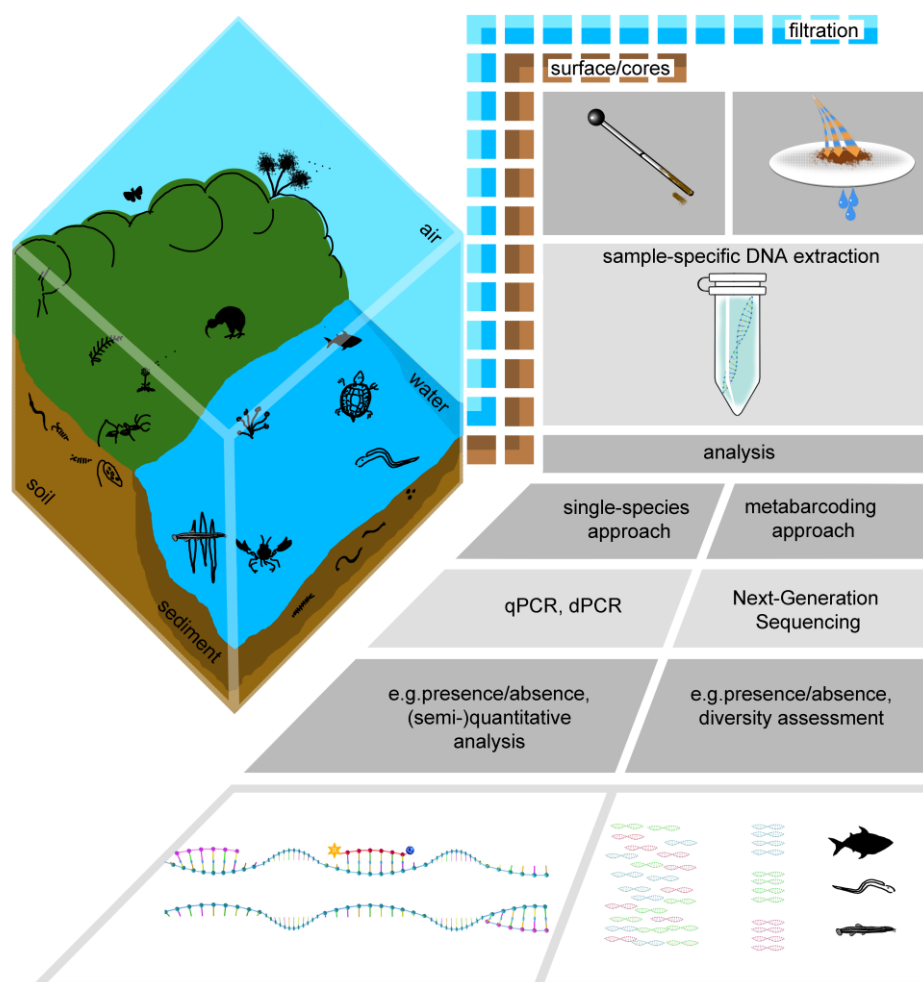 filtration
surface/cores
air
water
soil
sediment
sample-specific DNA extraction
analysis
single-species
approach
metabarcoding
approach
qPCR, dPCR
Next-Generation
Sequencing
e.g.presence/absence,
(semi-)quantitative
analysis
e.g.presence/absence,
diversity assessment